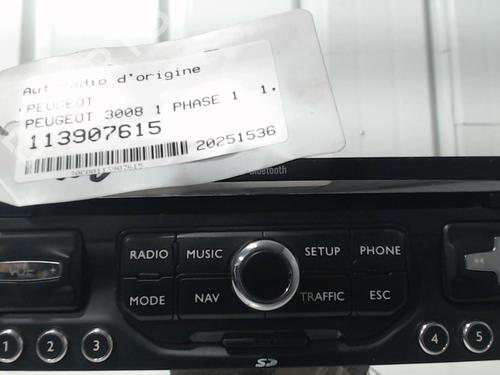 Autoradio d'origine
PEUGEOT
PEUGEOT 3008 1 PHASE 1 1.
113907615
20251536
Bluetooth
RADIO MUSIC SETUP PHONE
VOL +
MODE NAV TRAFFIC ESC
1 2 3 4 5
SD